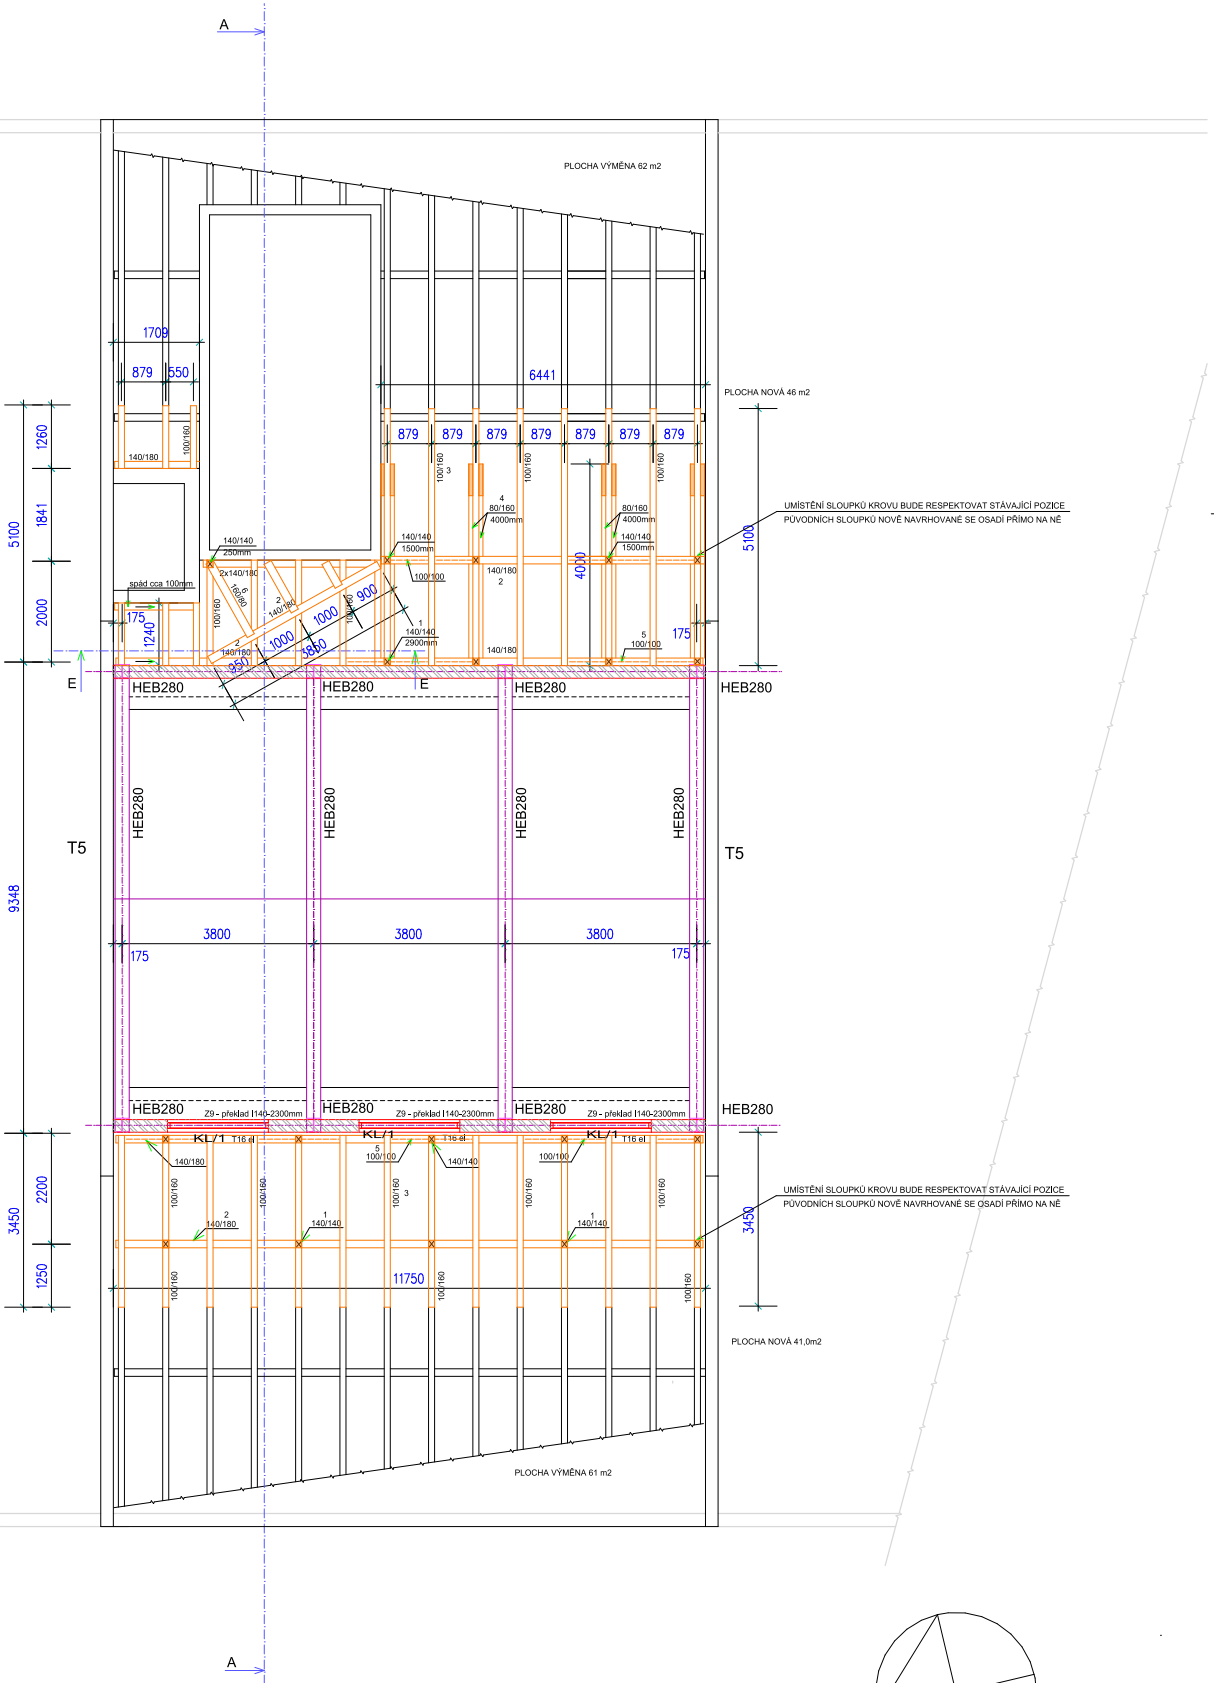 A
PLOCHA VÝMĚNA 62 m2
1709
879
550
6441
PLOCHA NOVÁ 46 m2
879
879
879
879
879
879
879
1260
1841
5100
2000
140/180
100/160
100/160
3
100/160
100/160
4
80/160
4000mm
80/160
4000mm
4000
5100
UMÍSTĚNÍ SLOUPKŮ KROVU BUDE RESPEKTOVAT STÁVAJÍCÍ POZICE
PŮVODNÍCH SLOUPKŮ NOVĚ NAVRHOVANÉ SE OSADÍ PŘÍMO NA NĚ
140/140
250mm
140/140
1500mm
140/140
1500mm
2x140/180
100/100
140/180
2
spád cca 100mm
6
160/80
2
140/180
100/160
100/160
900
1000
1000
3850
950
175
1240
2
140/180
1
140/140
2900mm
140/180
5
100/100
175
E
E
HEB280
HEB280
HEB280
HEB280
HEB280
HEB280
HEB280
HEB280
T5
T5
9348
3800
3800
3800
175
175
HEB280
HEB280
HEB280
HEB280
Z9 - překlad I140-2300mm
Z9 - překlad I140-2300mm
Z9 - překlad I140-2300mm
KL/1
T16 el
KL/1
T16 el
KL/1
T16 el
140/180
5
100/100
140/140
100/100
100/160
100/160
100/160
3
100/160
100/160
2200
3450
1250
2
140/180
1
140/140
1
140/140
3450
UMÍSTĚNÍ SLOUPKŮ KROVU BUDE RESPEKTOVAT STÁVAJÍCÍ POZICE
PŮVODNÍCH SLOUPKŮ NOVĚ NAVRHOVANÉ SE OSADÍ PŘÍMO NA NĚ
11750
100/160
100/160
100/160
100/160
PLOCHA NOVÁ 41,0m2
PLOCHA VÝMĚNA 61 m2
A